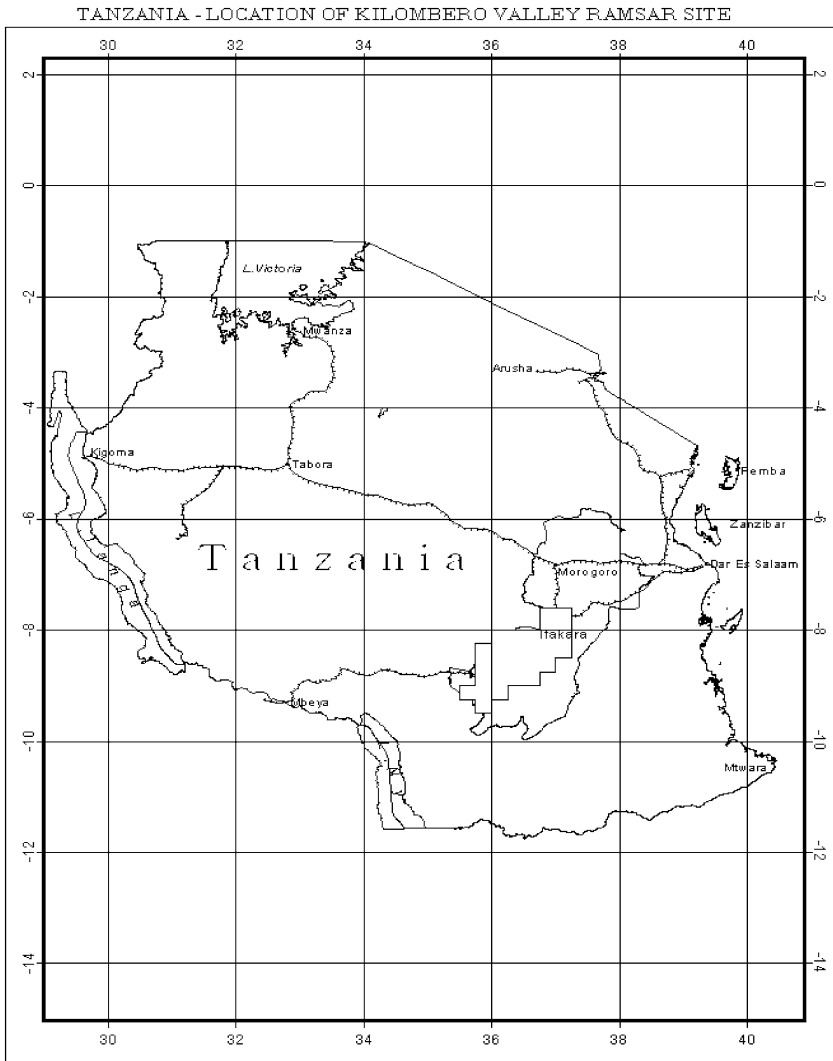 TANZANIA - LOCATION OF KILOMBERO VALLEY RAMSAR SITE
30 32 34 36 38 40
2 2
0 0
L.Victoria
-2 -2
Mwanza
Arusha
-4 -4
Kigoma
Tabora
Pemba
-6 -6
Zanzibar
Tanzania
Dar Es Salaam
Morogoro
-8 -8
Ifakara
Mbeya
-10 -10
Mtwara
-12 -12
-14 -14
30 32 34 36 38 40